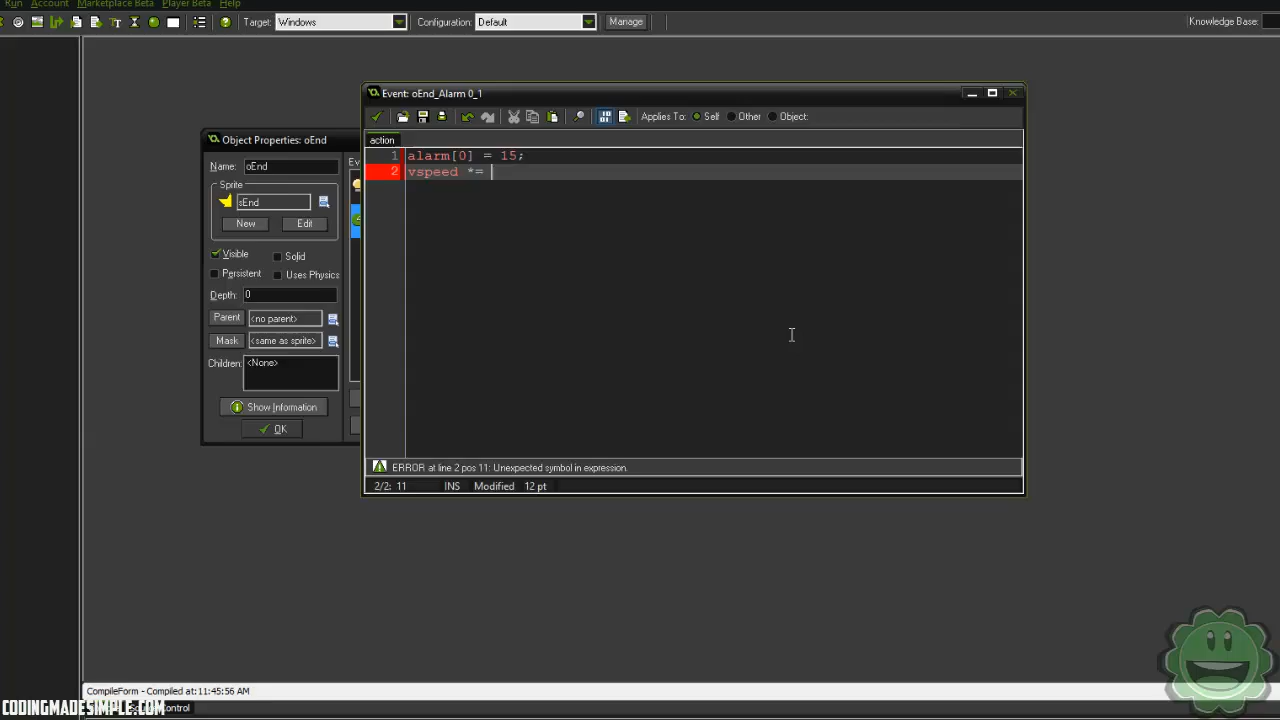 Run Account Marketplace Beta Player Beta Help
Target: Windows Configuration: Default Manage Knowledge Base:
Event: oEnd_Alarm 0_1
Applies To: Self Other Object:
action
1 alarm[0] = 15;
2 vspeed *=
ERROR at line 2 pos 11: Unexpected symbol in expression.
2/2: 11 INS Modified 12 pt
Object Properties: oEnd
Name: oEnd
Sprite
sEnd
New Edit
Visible Solid
Persistent Uses Physics
Depth: 0
Parent <no parent>
Mask <same as sprite>
Children: <None>
Show Information
OK
CompileForm - Compiled at:11:45:56 AM
CODINGMADESIMPLE.COM